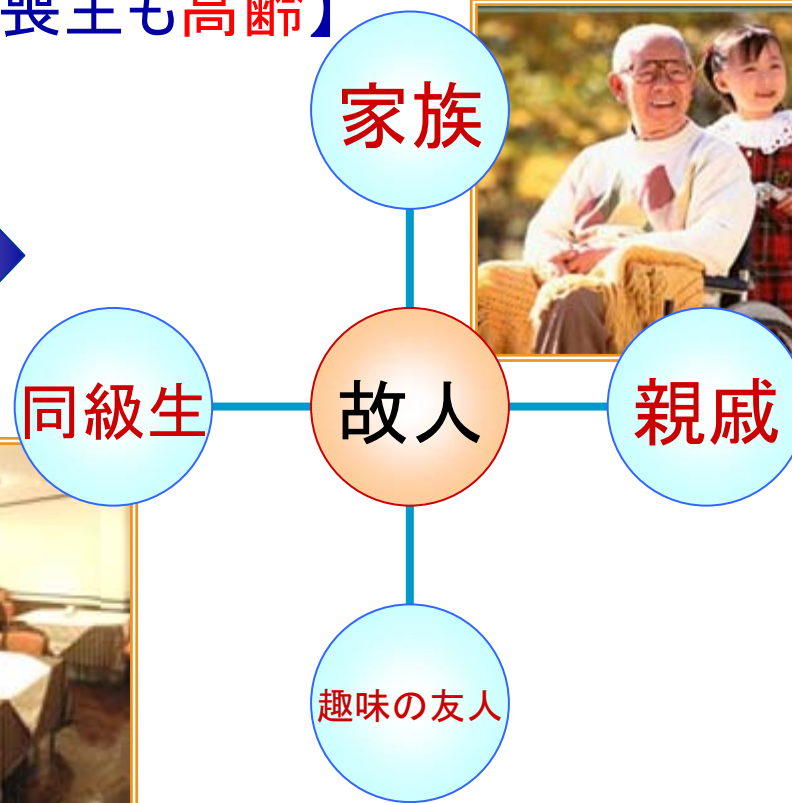 喪主も高齢】
家族
同級生
故人
親戚
趣味の友人